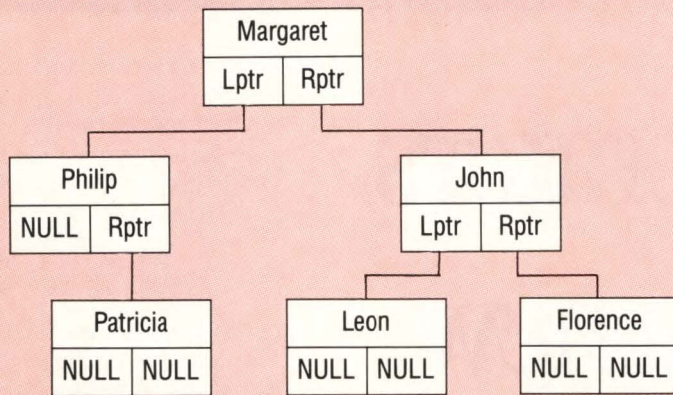 Margaret
Lptr Rptr
Philip John
NULL Rptr Lptr Rptr
Patricia Leon Florence
NULL NULL NULL NULL NULL NULL